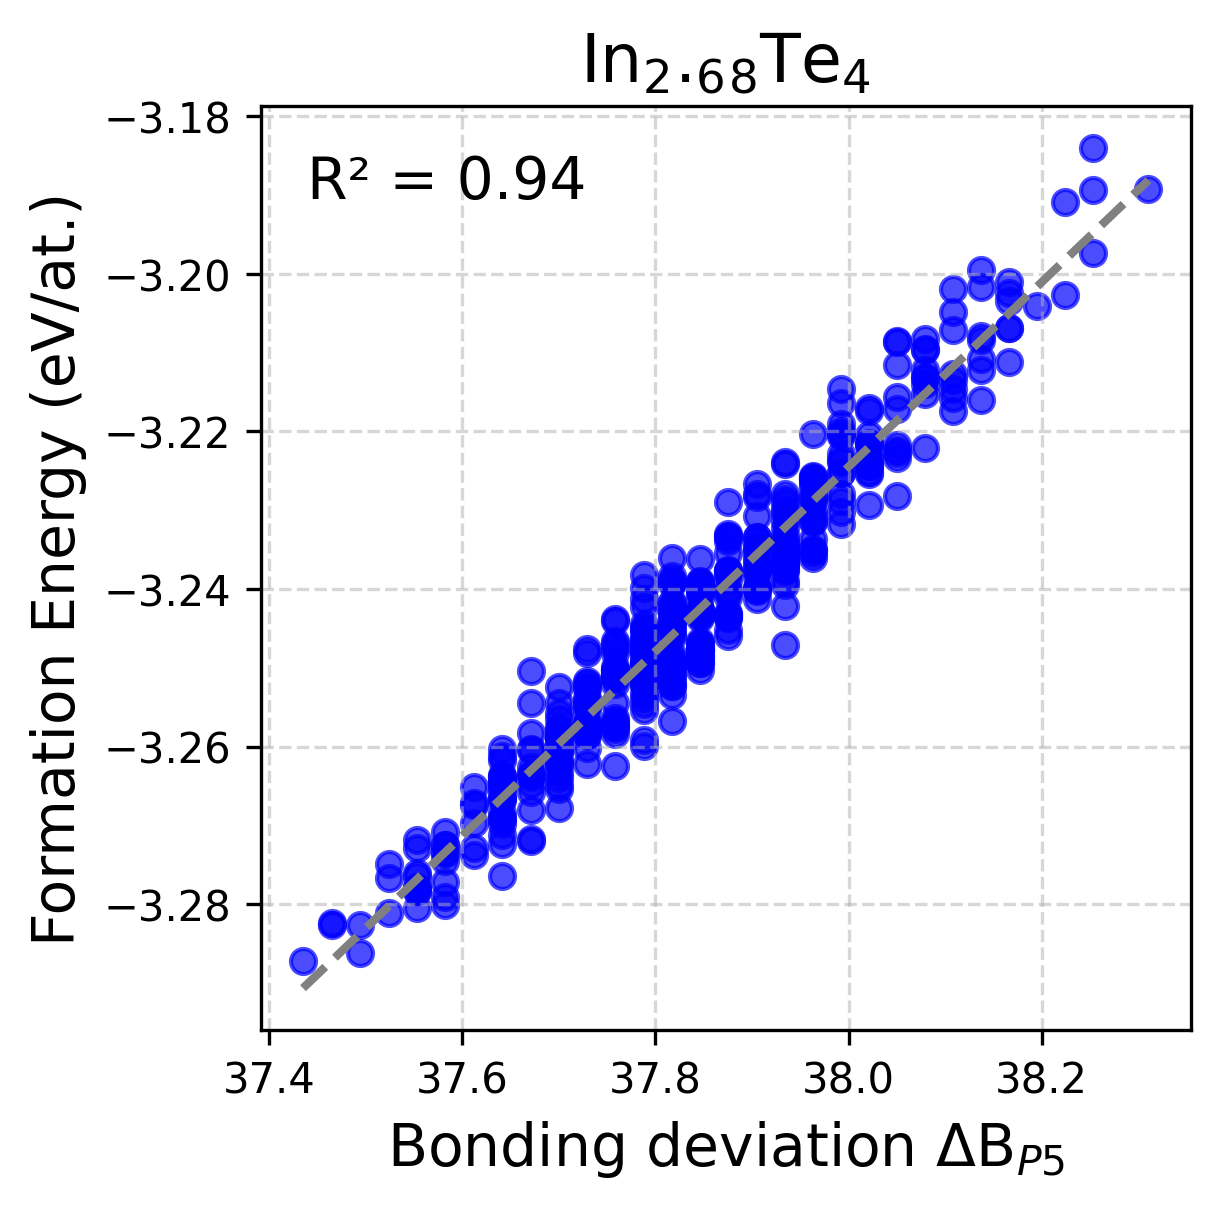 In₂.₆₈Te₄
R² = 0.94
Formation Energy (eV/at.)
−3.18
−3.20
−3.22
−3.24
−3.26
−3.28
37.4 37.6 37.8 38.0 38.2
Bonding deviation ΔB_P5